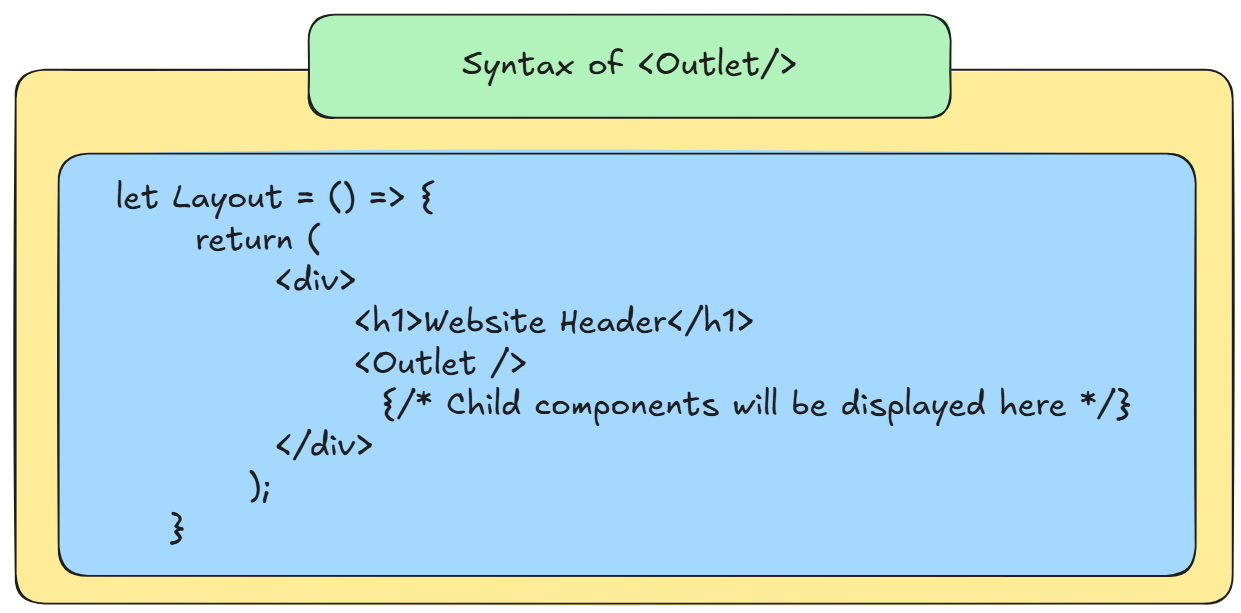 Syntax of <Outlet/>
let Layout = () => {
return (
<div>
<h1>Website Header</h1>
<Outlet />
{/* Child components will be displayed here */}
</div>
);
}